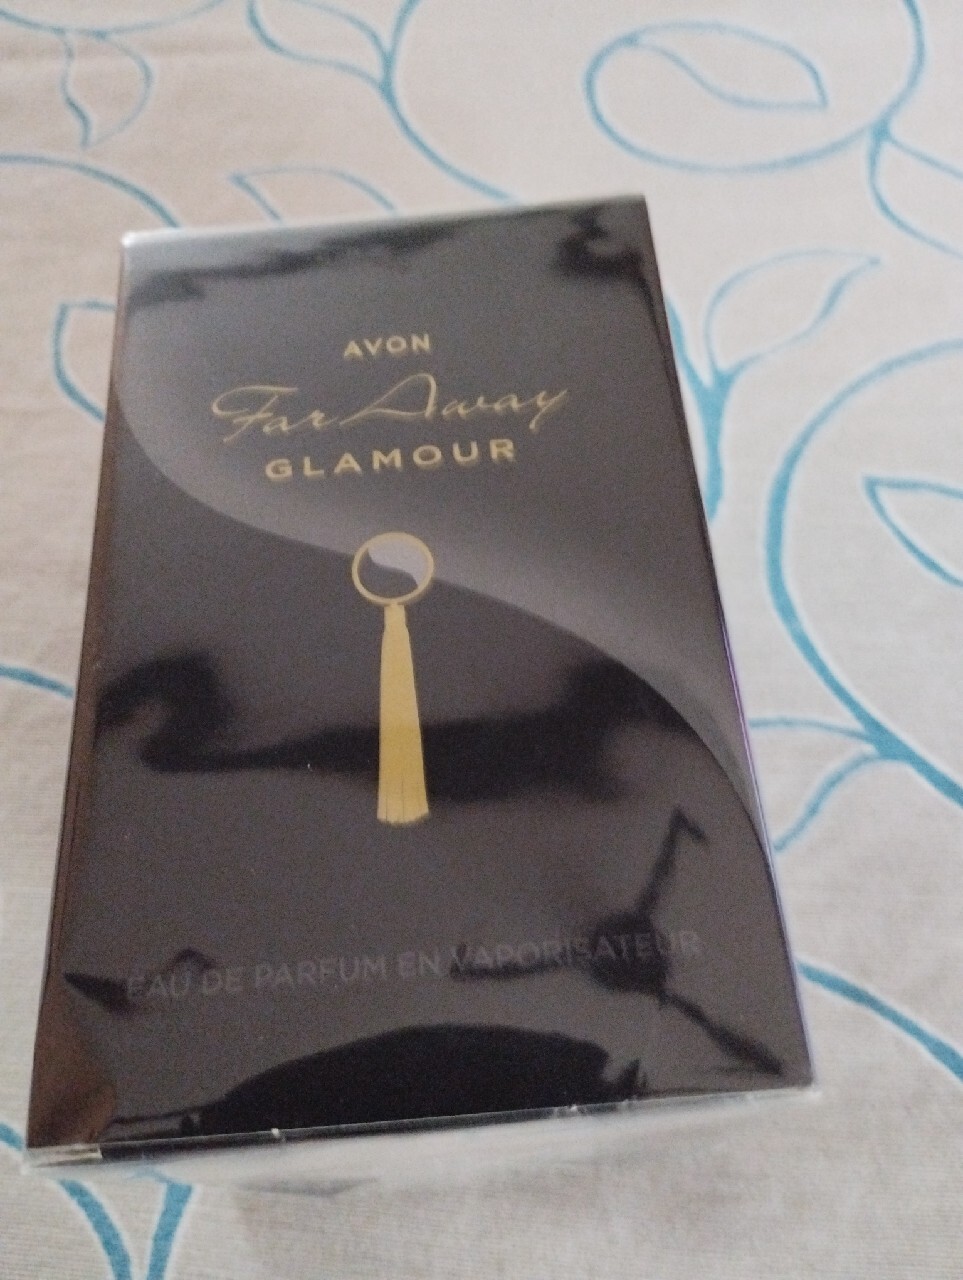 AVON
Far Away
GLAMOUR
EAU DE PARFUM EN VAPORISATEUR